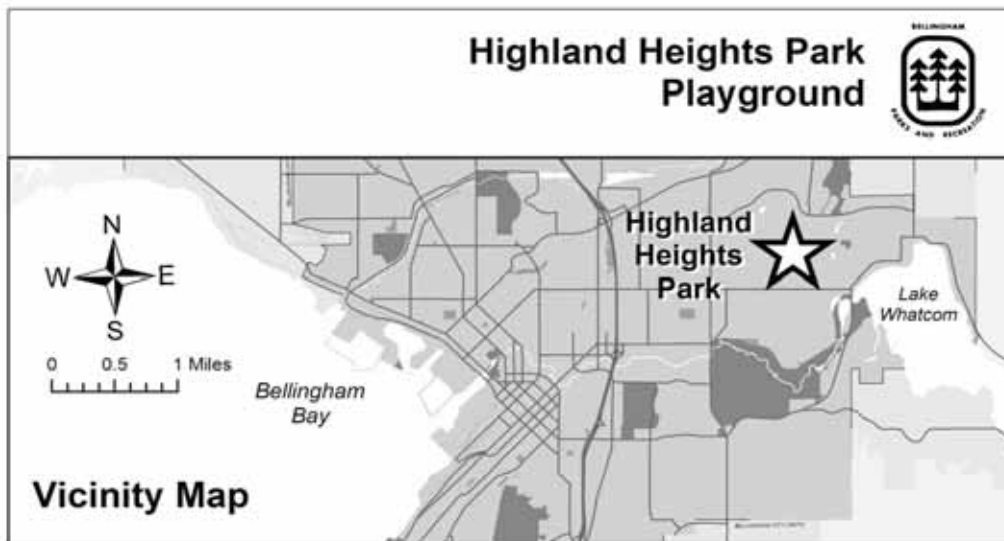 Highland Heights Park
Playground
BELLINGHAM
PARKS AND RECREATION
N
W E
S
0 0.5 1 Miles
Bellingham
Bay
Highland
Heights
Park
Lake
Whatcom
Vicinity Map